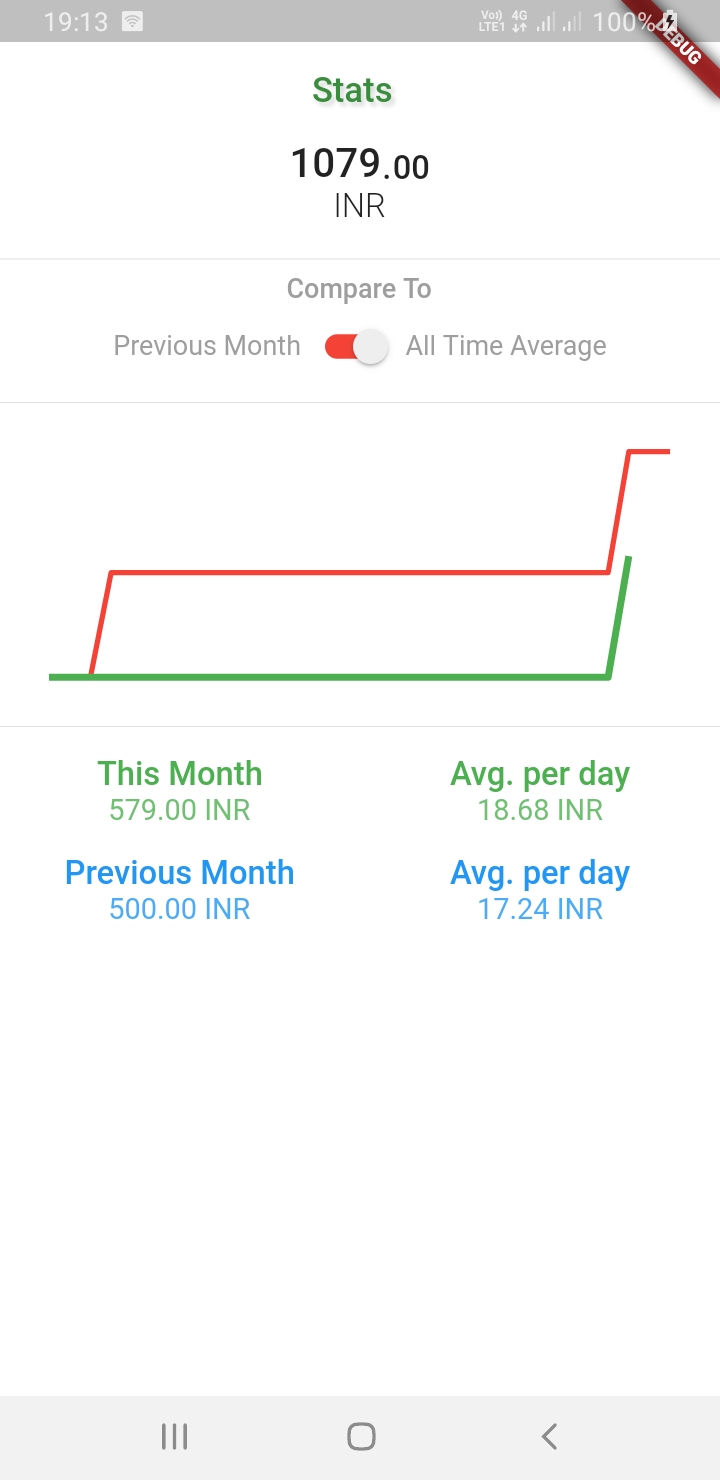 19:13 Vo)) LTE1 4G 100%
DEBUG
Stats
1079.00
INR
Compare To
Previous Month All Time Average
This Month Avg. per day
579.00 INR 18.68 INR
Previous Month Avg. per day
500.00 INR 17.24 INR